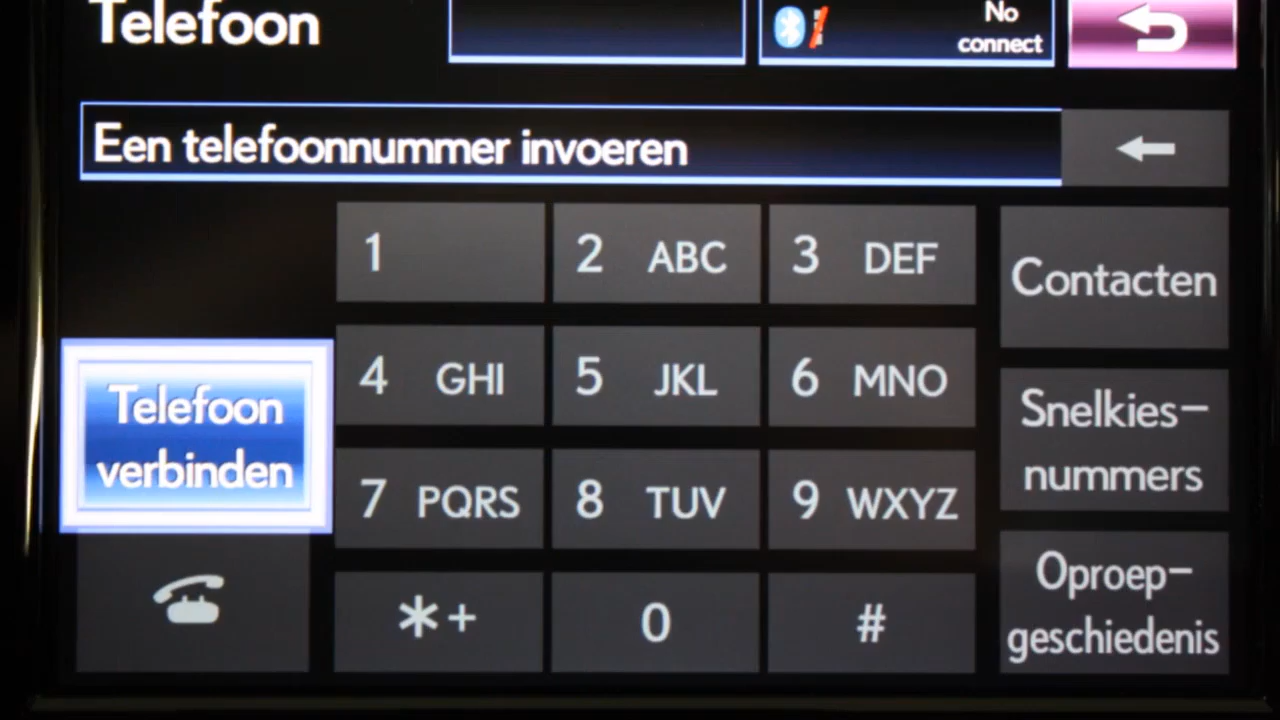 Telefoon
No
connect
Een telefoonnummer invoeren
1
2 ABC
3 DEF
Contacten
4 GHI
5 JKL
6 MNO
Telefoon
verbinden
Snelkies-
nummers
7 PQRS
8 TUV
9 WXYZ
*+
0
#
Oproep-
geschiedenis